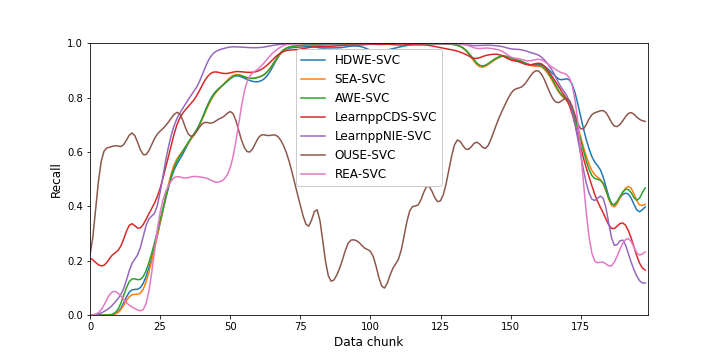 1.0
0.8
0.6
0.4
0.2
0.0
Recall
HDWE-SVC
SEA-SVC
AWE-SVC
LearnppCDS-SVC
LearnppNIE-SVC
OUSE-SVC
REA-SVC
0 25 50 75 100 125 150 175
Data chunk